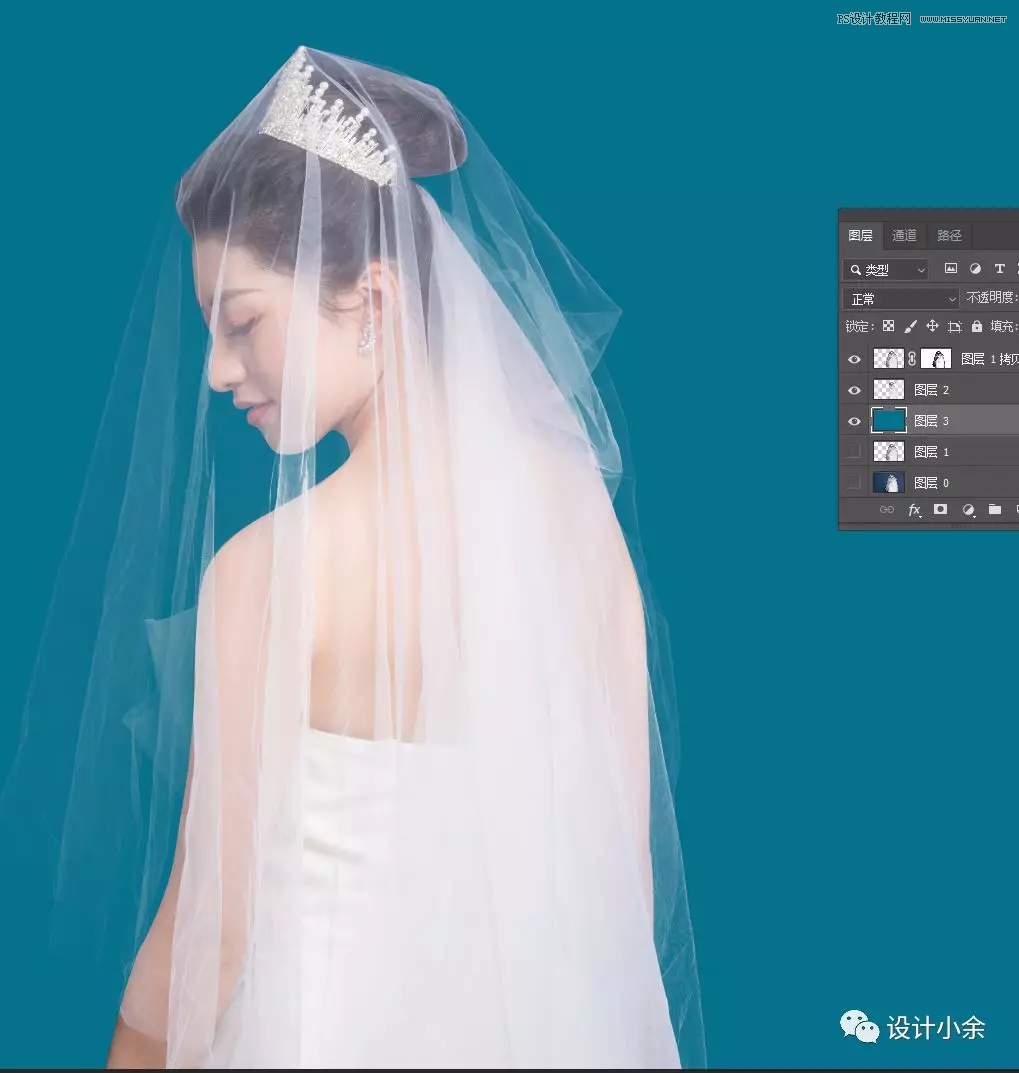 PS设计教程网 WWW.MISSYUAN.NET
图层 通道 路径
类型 T
正常 不透明度:
锁定: 填充:
图层 1 拷贝
图层 2
图层 3
图层 1
图层 0
fx
设计小余